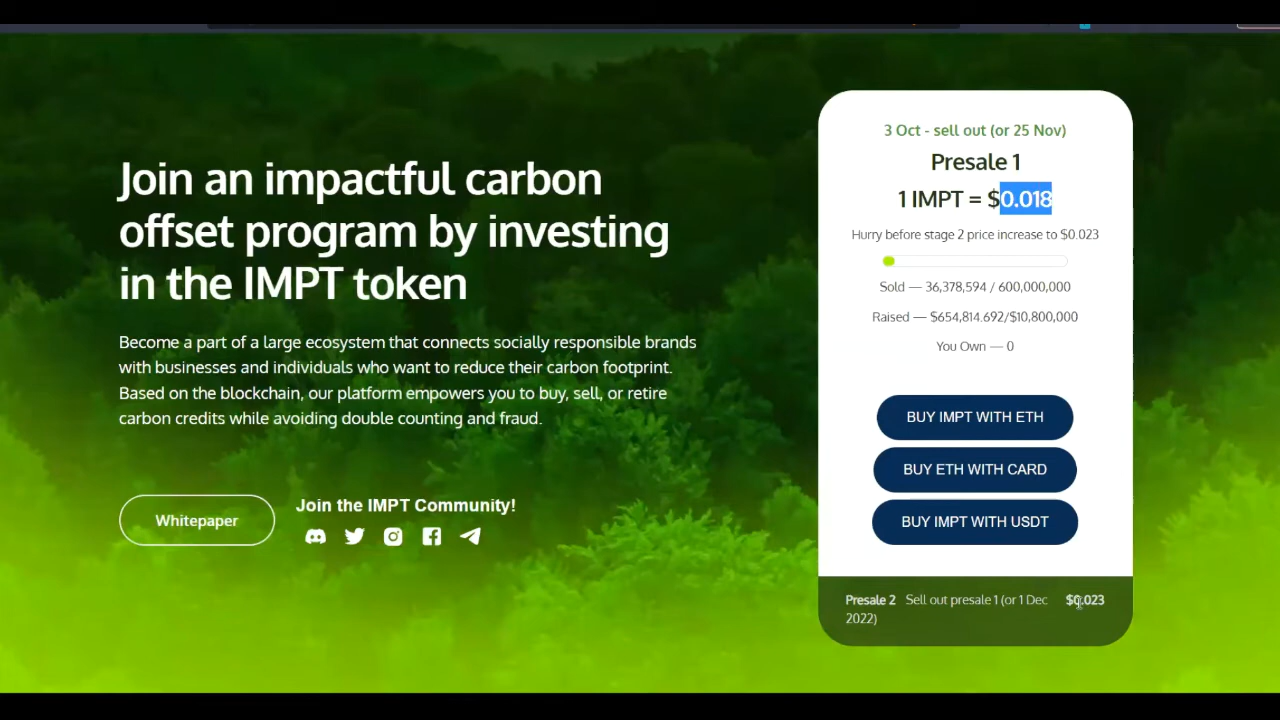 Join an impactful carbon
offset program by investing
in the IMPT token
Become a part of a large ecosystem that connects socially responsible brands
with businesses and individuals who want to reduce their carbon footprint.
Based on the blockchain, our platform empowers you to buy, sell, or retire
carbon credits while avoiding double counting and fraud.
Whitepaper
Join the IMPT Community!
3 Oct - sell out (or 25 Nov)
Presale 1
1 IMPT = $0.018
Hurry before stage 2 price increase to $0.023
Sold — 36,378,594 / 600,000,000
Raised — $654,814.692/$10,800,000
You Own — 0
BUY IMPT WITH ETH
BUY ETH WITH CARD
BUY IMPT WITH USDT
Presale 2 Sell out presale 1 (or 1 Dec $0.023
2022)